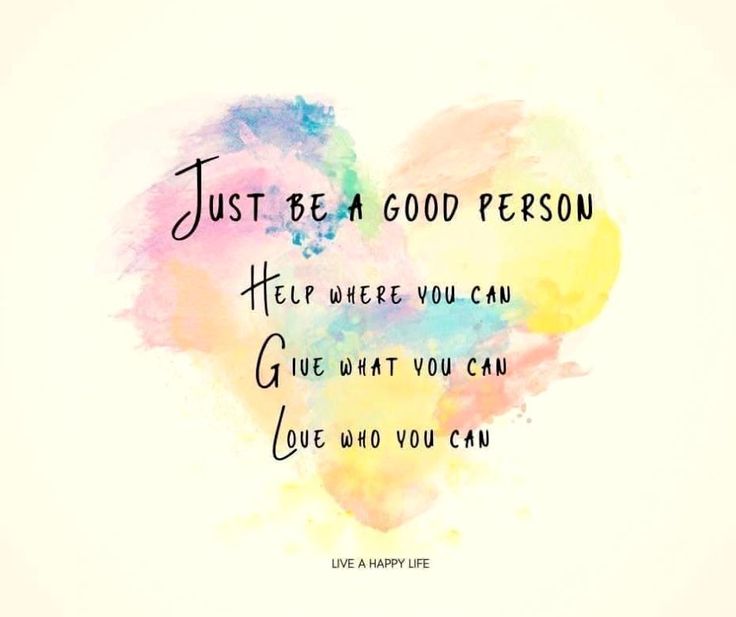 Just be a good person
Help where you can
Give what you can
Love who you can
LIVE A HAPPY LIFE